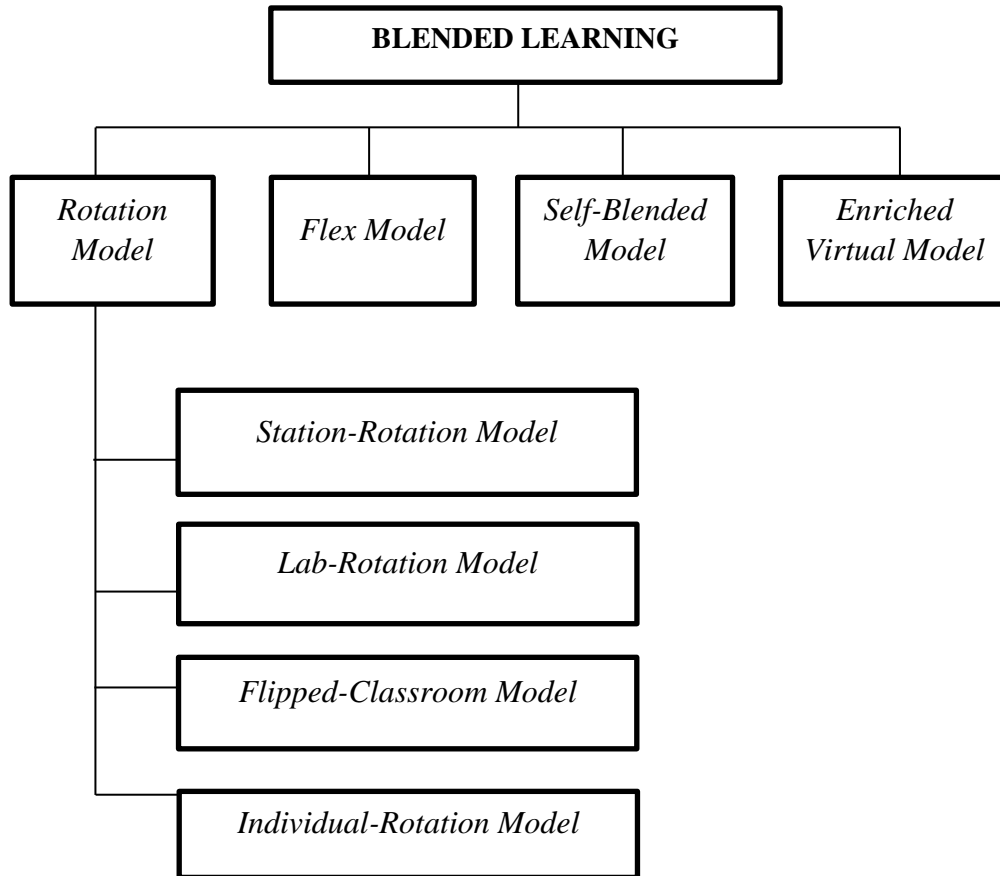 BLENDED LEARNING
Rotation
Model
Flex Model
Self-Blended
Model
Enriched
Virtual Model
Station-Rotation Model
Lab-Rotation Model
Flipped-Classroom Model
Individual-Rotation Model